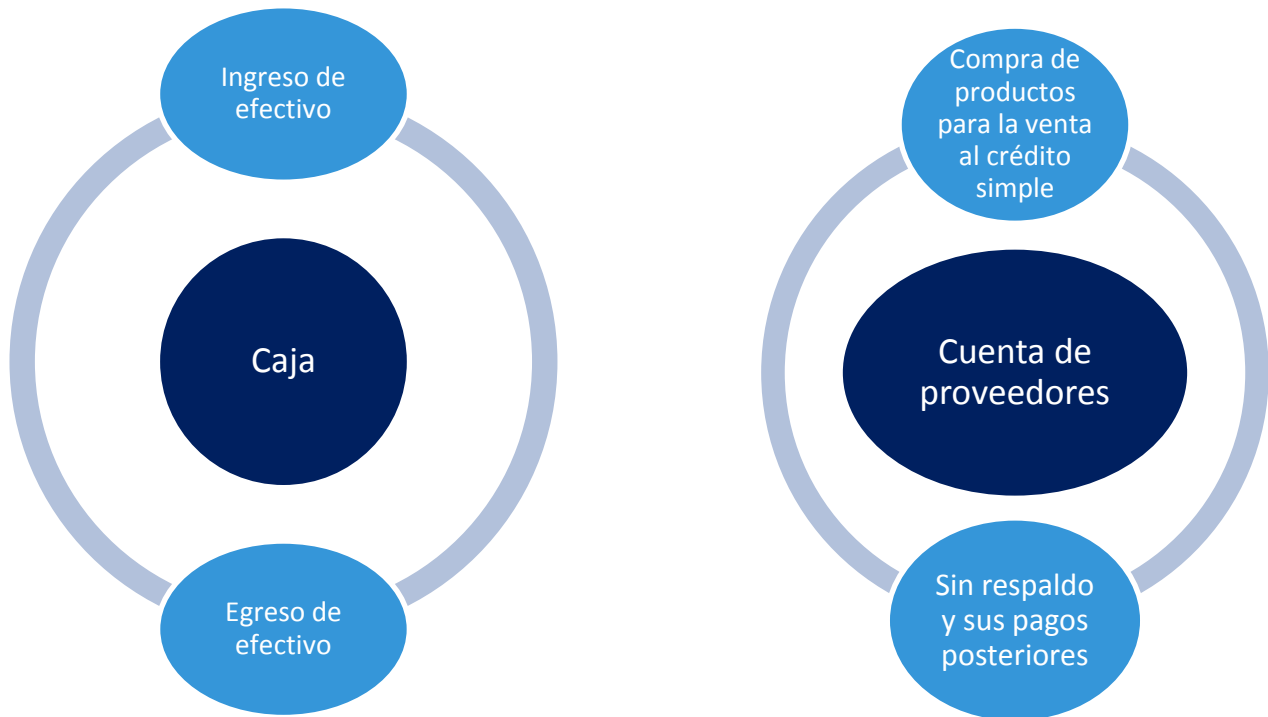 Ingreso de
efectivo
Caja
Egreso de
efectivo
Compra de
productos
para la venta
al crédito
simple
Cuenta de
proveedores
Sin respaldo
y sus pagos
posteriores